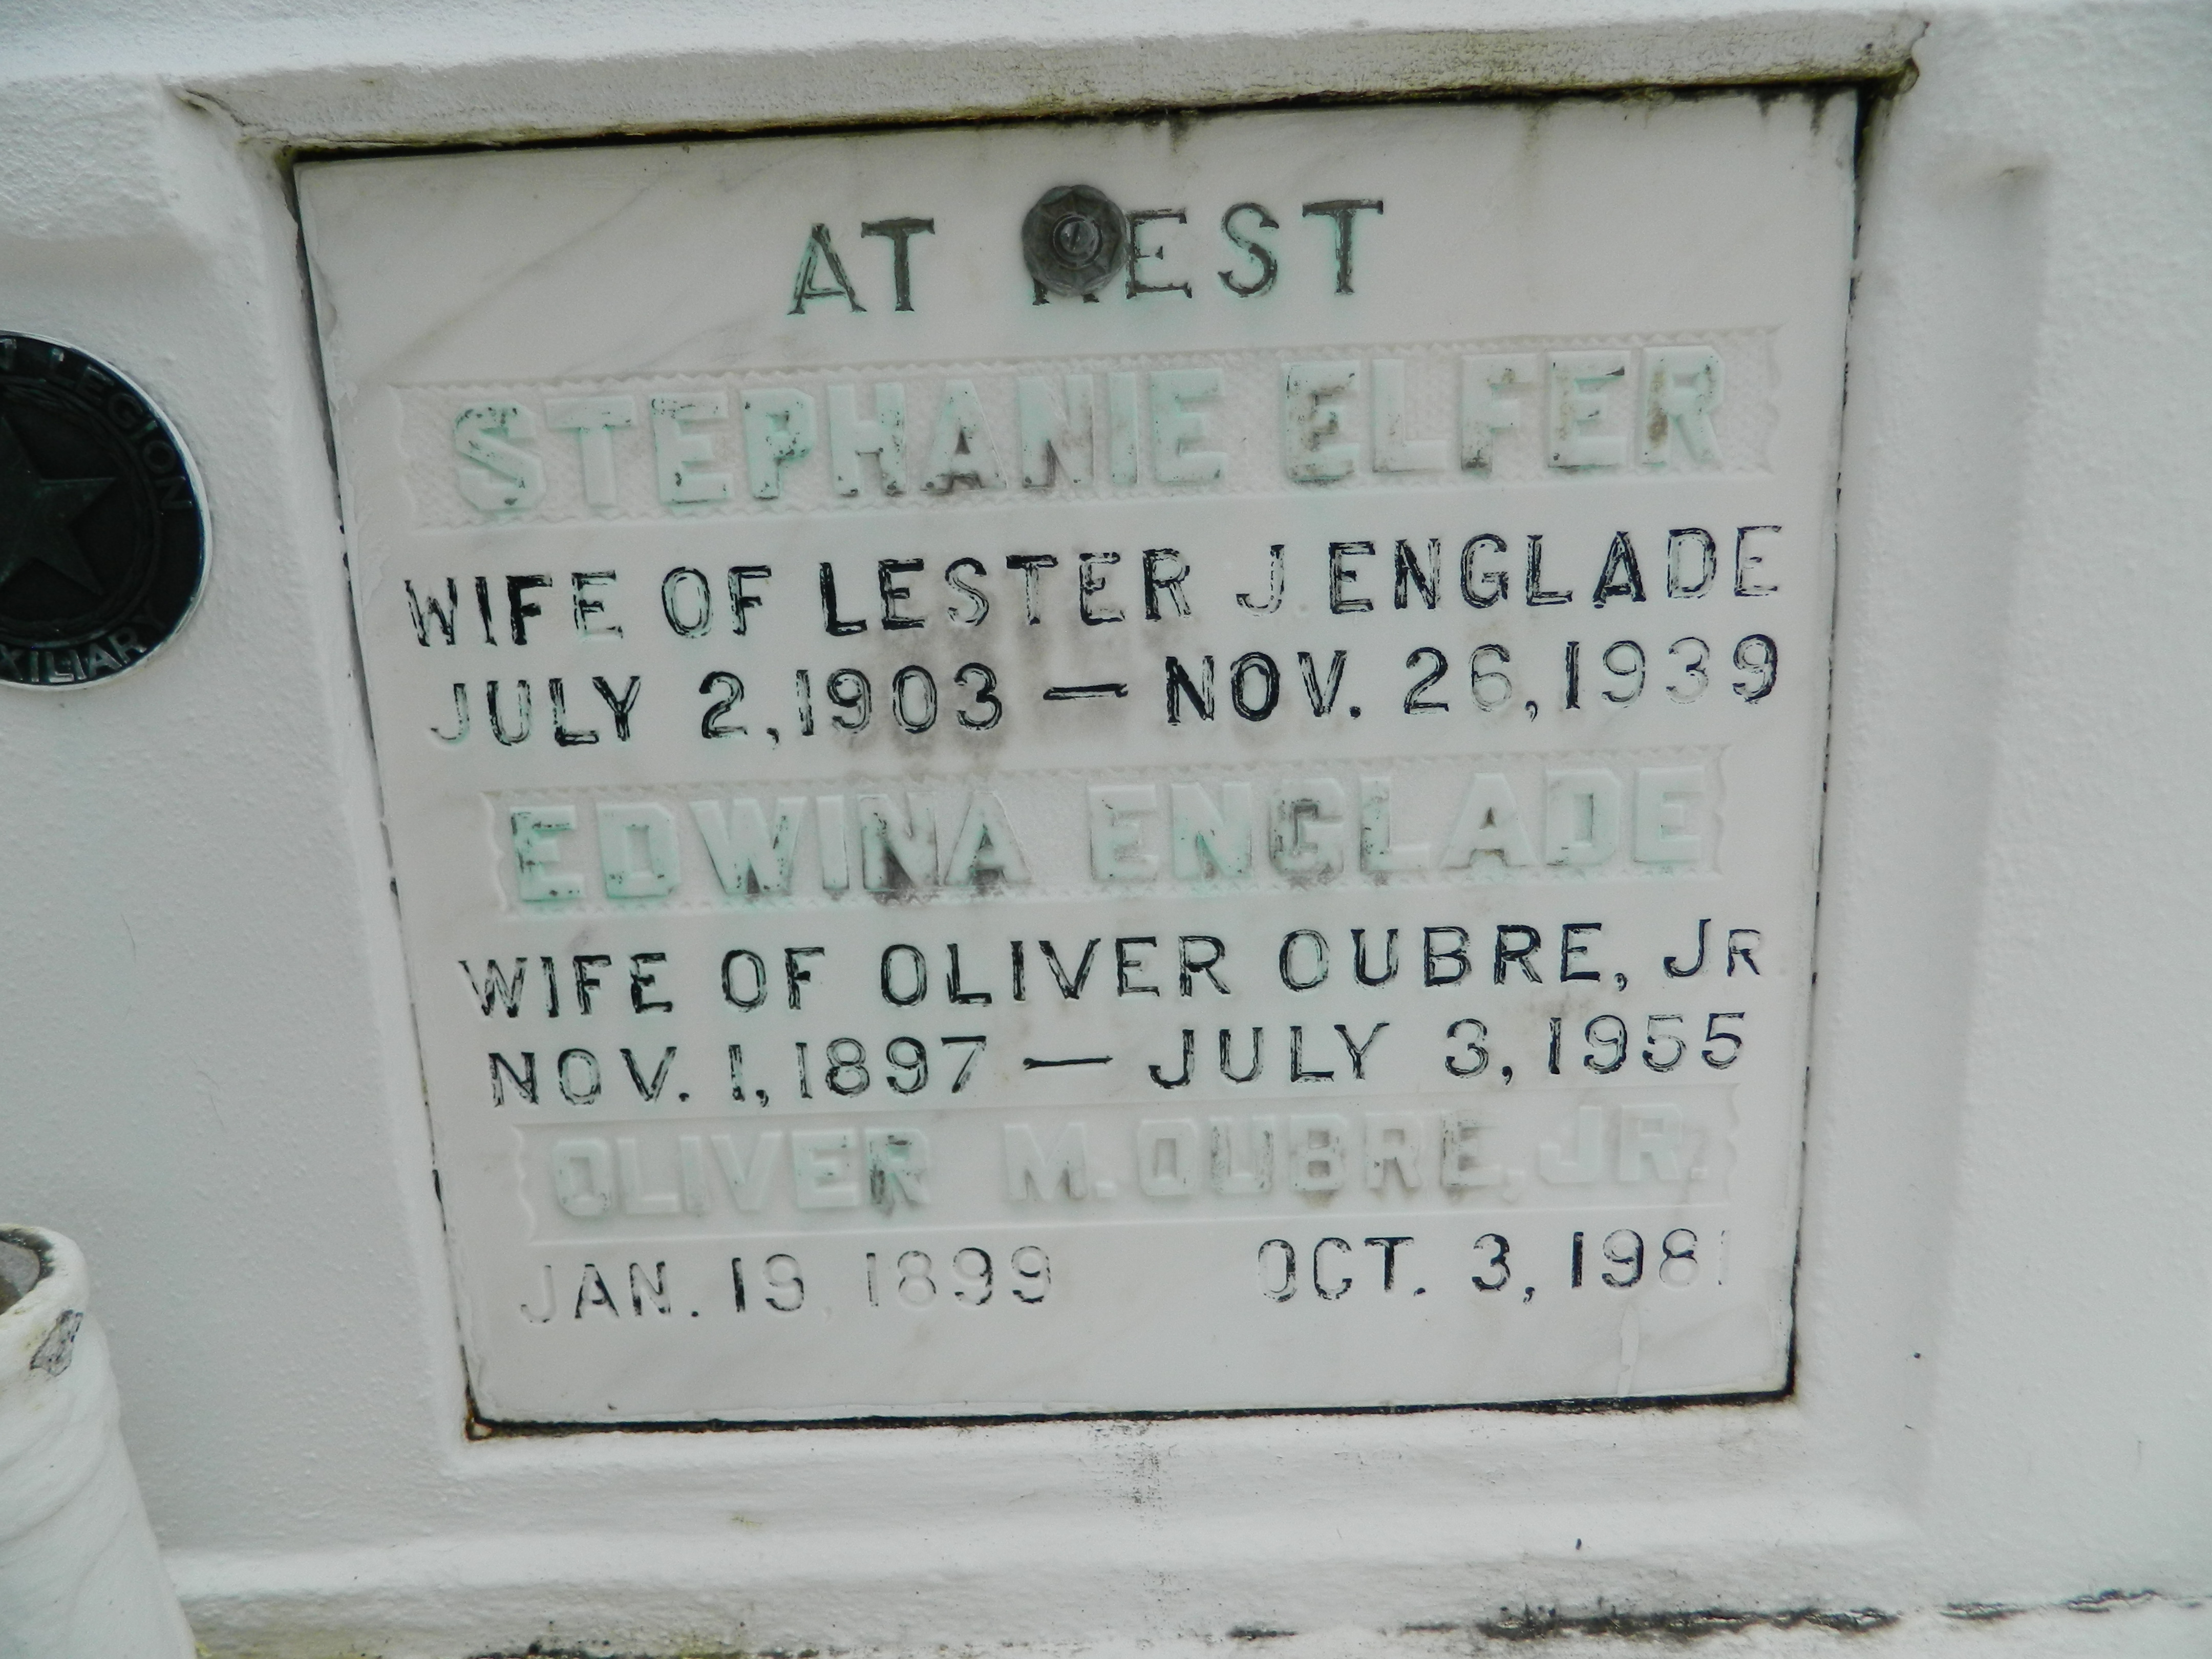 AT REST
STEPHANIE ELFER
WIFE OF LESTER J ENGLADE
JULY 2, 1903 — NOV. 26, 1939
EDWINA ENGLADE
WIFE OF OLIVER OUBRE, JR
NOV. 1, 1897 — JULY 3, 1955
OLIVER M. OUBRE, JR.
JAN. 19, 1899 OCT. 3, 1981
LEGION